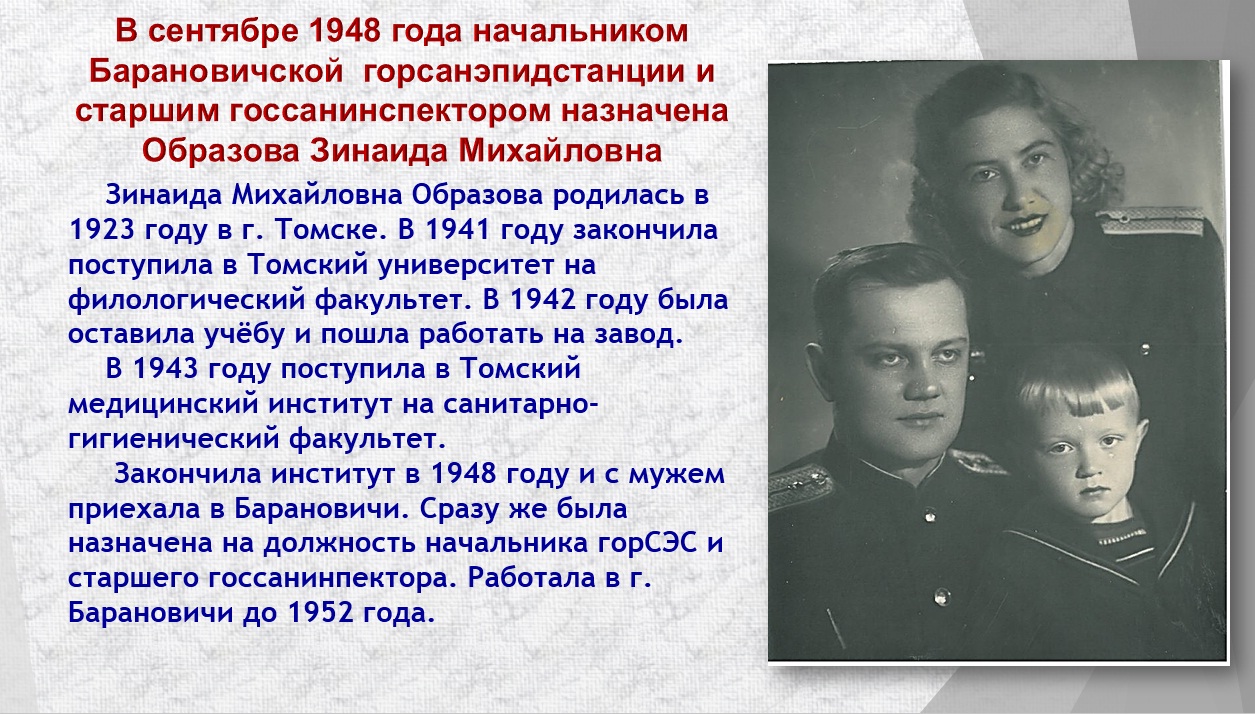 В сентябре 1948 года начальником
Барановичской горсанэпидстанции и
старшим госсанинспектором назначена
Образова Зинаида Михайловна
Зинаида Михайловна Образова родилась в
1923 году в г. Томске. В 1941 году закончила
поступила в Томский университет на
филологический факультет. В 1942 году была
оставила учёбу и пошла работать на завод.
В 1943 году поступила в Томский
медицинский институт на санитарно-
гигиенический факультет.
Закончила институт в 1948 году и с мужем
приехала в Барановичи. Сразу же была
назначена на должность начальника горСЭС и
старшего госсанинпектора. Работала в г.
Барановичи до 1952 года.